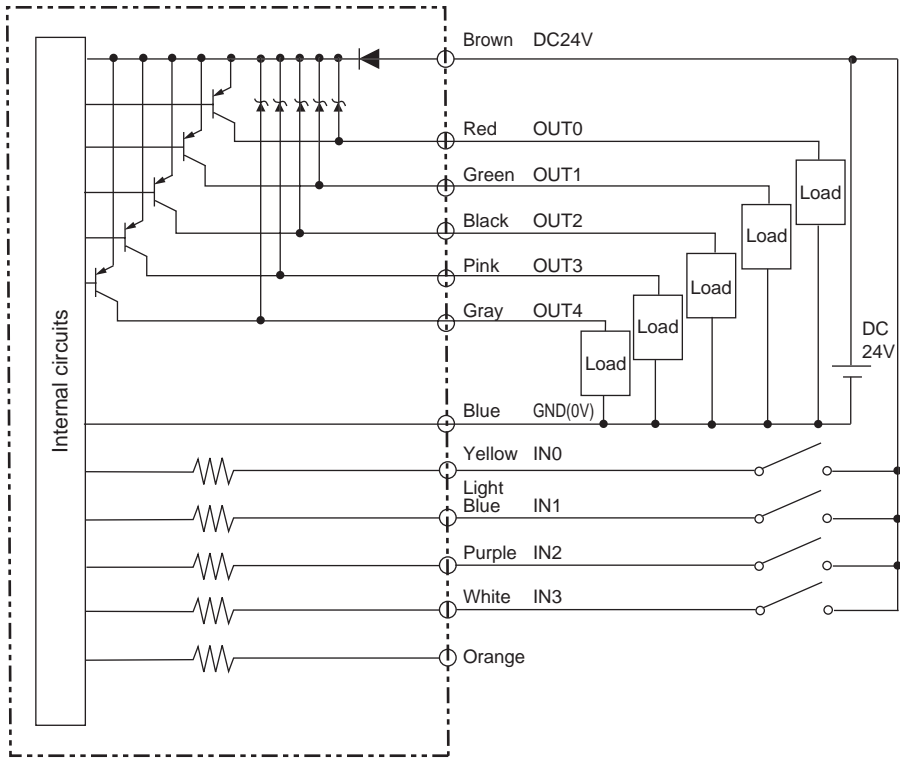 Brown DC24V
Red OUT0
Green OUT1
Load
Black OUT2
Load
Pink OUT3
Load
Gray OUT4
Load
DC
24V
Load
Internal circuits
Blue GND(0V)
Yellow IN0
Light
Blue IN1
Purple IN2
White IN3
Orange